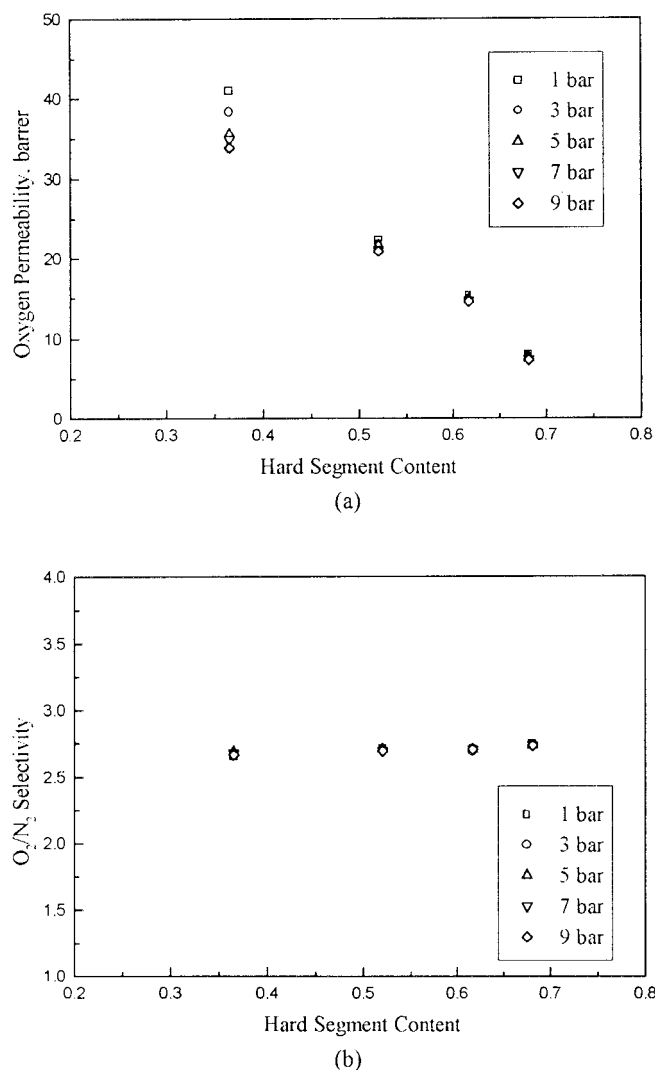 50
40
30
20
10
0
Oxygen Permeability, barrer
1 bar
3 bar
5 bar
7 bar
9 bar
0.2 0.3 0.4 0.5 0.6 0.7 0.8
Hard Segment Content
(a)
4.0
3.5
3.0
2.5
2.0
1.5
1.0
O₂/N₂ Selectivity
1 bar
3 bar
5 bar
7 bar
9 bar
0.2 0.3 0.4 0.5 0.6 0.7 0.8
Hard Segment Content
(b)